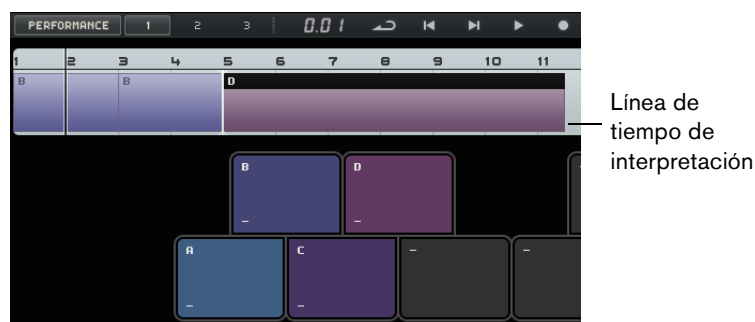 PERFORMANCE 1 2 3 0.0 1
1 2 3 4 5 6 7 8 9 10 11
B B D
Línea de
tiempo de
interpretación
B D
– –
A C – –
– –